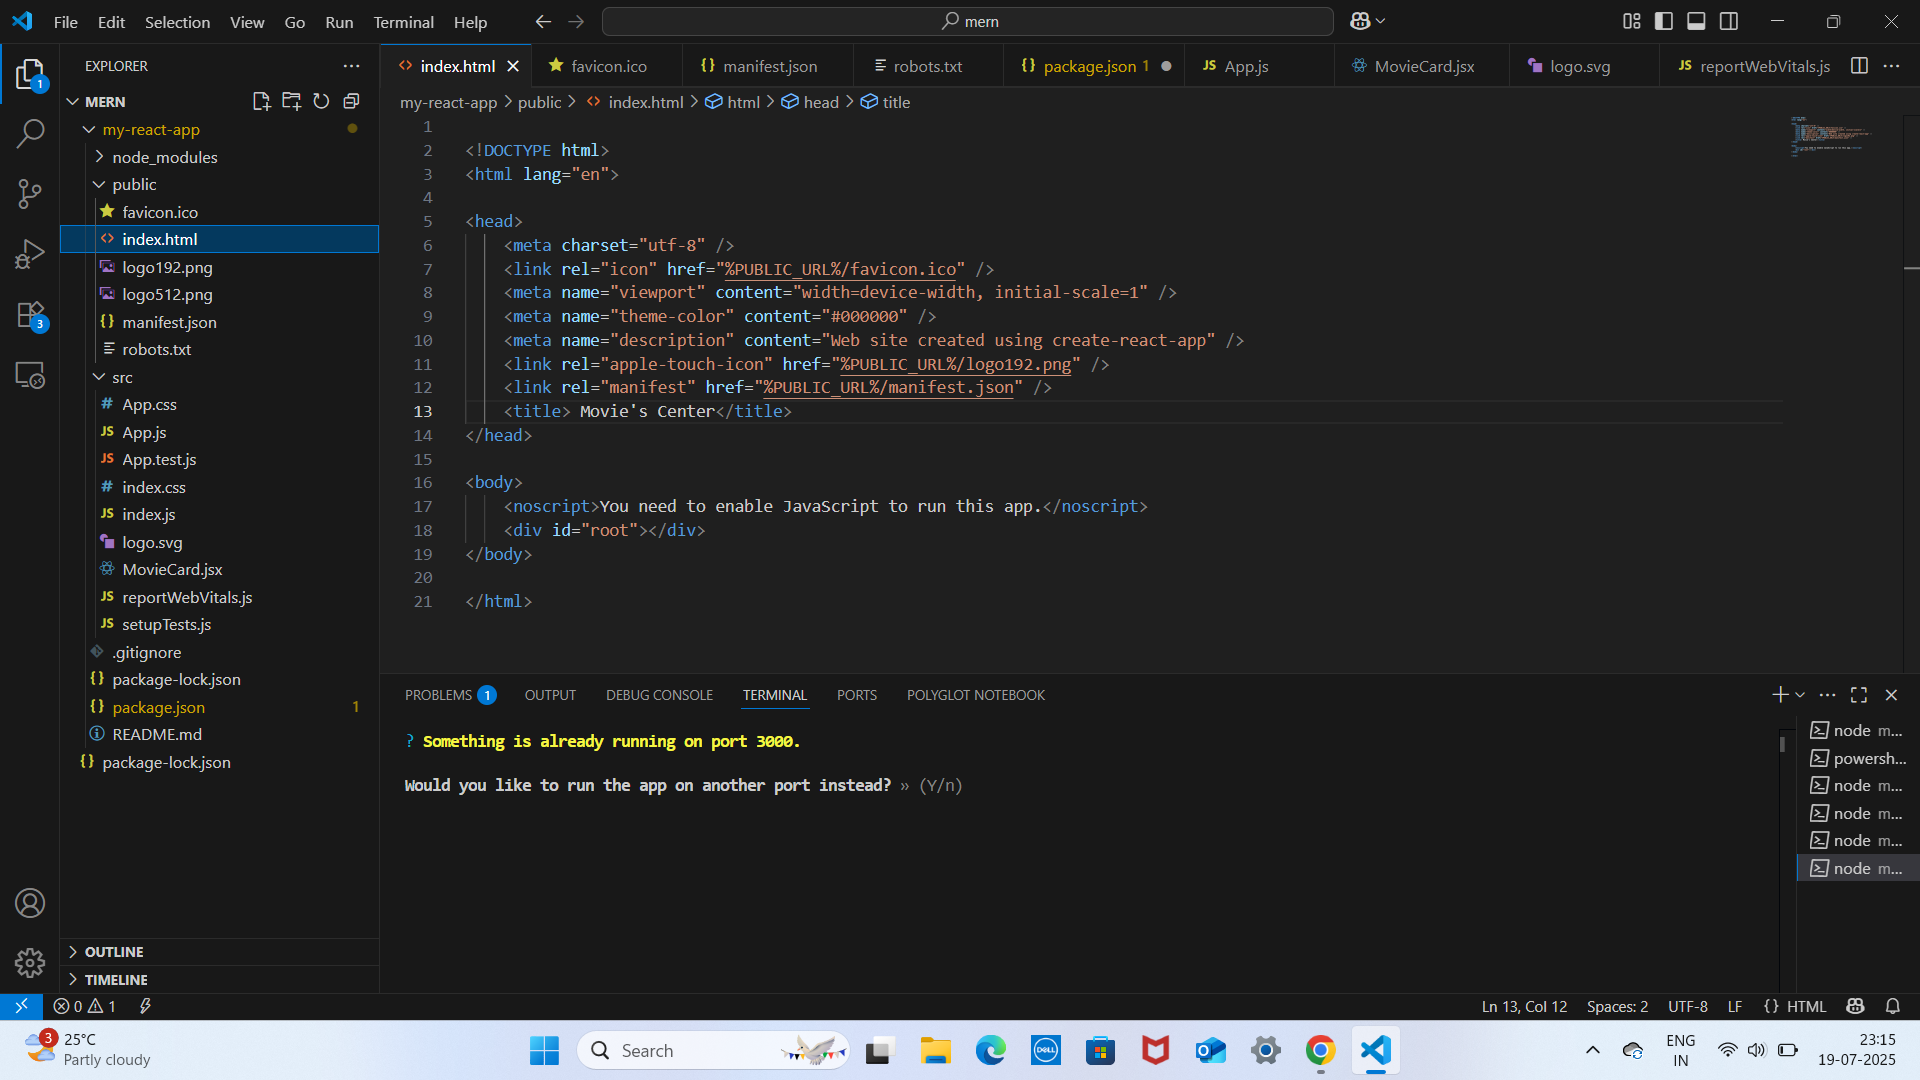 File Edit Selection View Go Run Terminal Help
mern
EXPLORER
MERN
my-react-app
node_modules
public
favicon.ico
index.html
logo192.png
logo512.png
manifest.json
robots.txt
src
App.css
App.js
App.test.js
index.css
index.js
logo.svg
MovieCard.jsx
reportWebVitals.js
setupTests.js
.gitignore
package-lock.json
package.json 1
README.md
package-lock.json
OUTLINE
TIMELINE
1
3
index.html favicon.ico manifest.json robots.txt package.json 1 App.js MovieCard.jsx logo.svg reportWebVitals.js
my-react-app > public > index.html > html > head > title
1
2 <!DOCTYPE html>
3 <html lang="en">
4
5 <head>
6 <meta charset="utf-8" />
7 <link rel="icon" href="%PUBLIC_URL%/favicon.ico" />
8 <meta name="viewport" content="width=device-width, initial-scale=1" />
9 <meta name="theme-color" content="#000000" />
10 <meta name="description" content="Web site created using create-react-app" />
11 <link rel="apple-touch-icon" href="%PUBLIC_URL%/logo192.png" />
12 <link rel="manifest" href="%PUBLIC_URL%/manifest.json" />
13 <title> Movie's Center</title>
14 </head>
15
16 <body>
17 <noscript>You need to enable JavaScript to run this app.</noscript>
18 <div id="root"></div>
19 </body>
20
21 </html>
PROBLEMS 1 OUTPUT DEBUG CONSOLE TERMINAL PORTS POLYGLOT NOTEBOOK
? Something is already running on port 3000.
Would you like to run the app on another port instead? » (Y/n)
node m...
powersh...
node m...
node m...
node m...
node m...
0 1
Ln 13, Col 12 Spaces: 2 UTF-8 LF {} HTML
3
25°C
Partly cloudy
Search
DELL
ENG
IN
23:15
19-07-2025